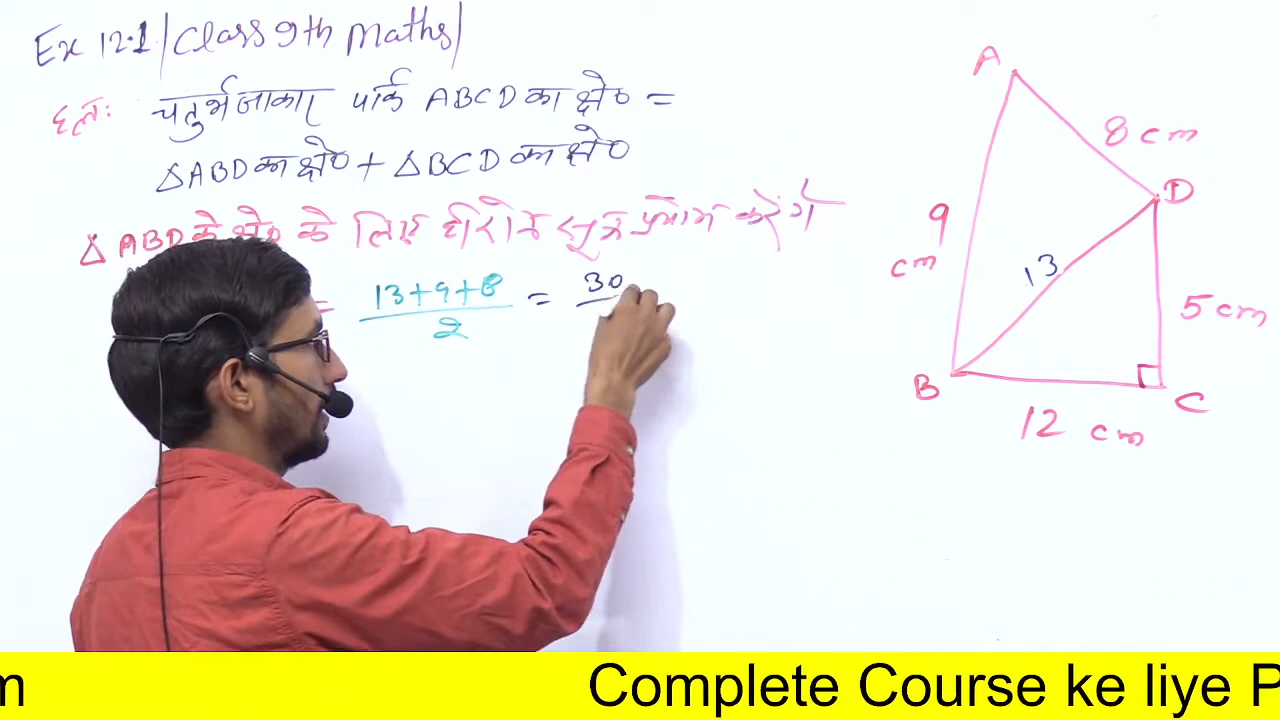 Ex 12.1 | Class 9th Maths |
हल: चतुर्भुजाकार पार्क ABCD का क्षे० =
△ABD का क्षे० + △BCD का क्षे०
△ABD के क्षे० के लिए हीरोन सूत्र प्रयोग करेंगे
= 13+9+8 = 30
2
A
8 cm
D
9
cm
13
5 cm
B
C
12 cm
m
Complete Course ke liye P